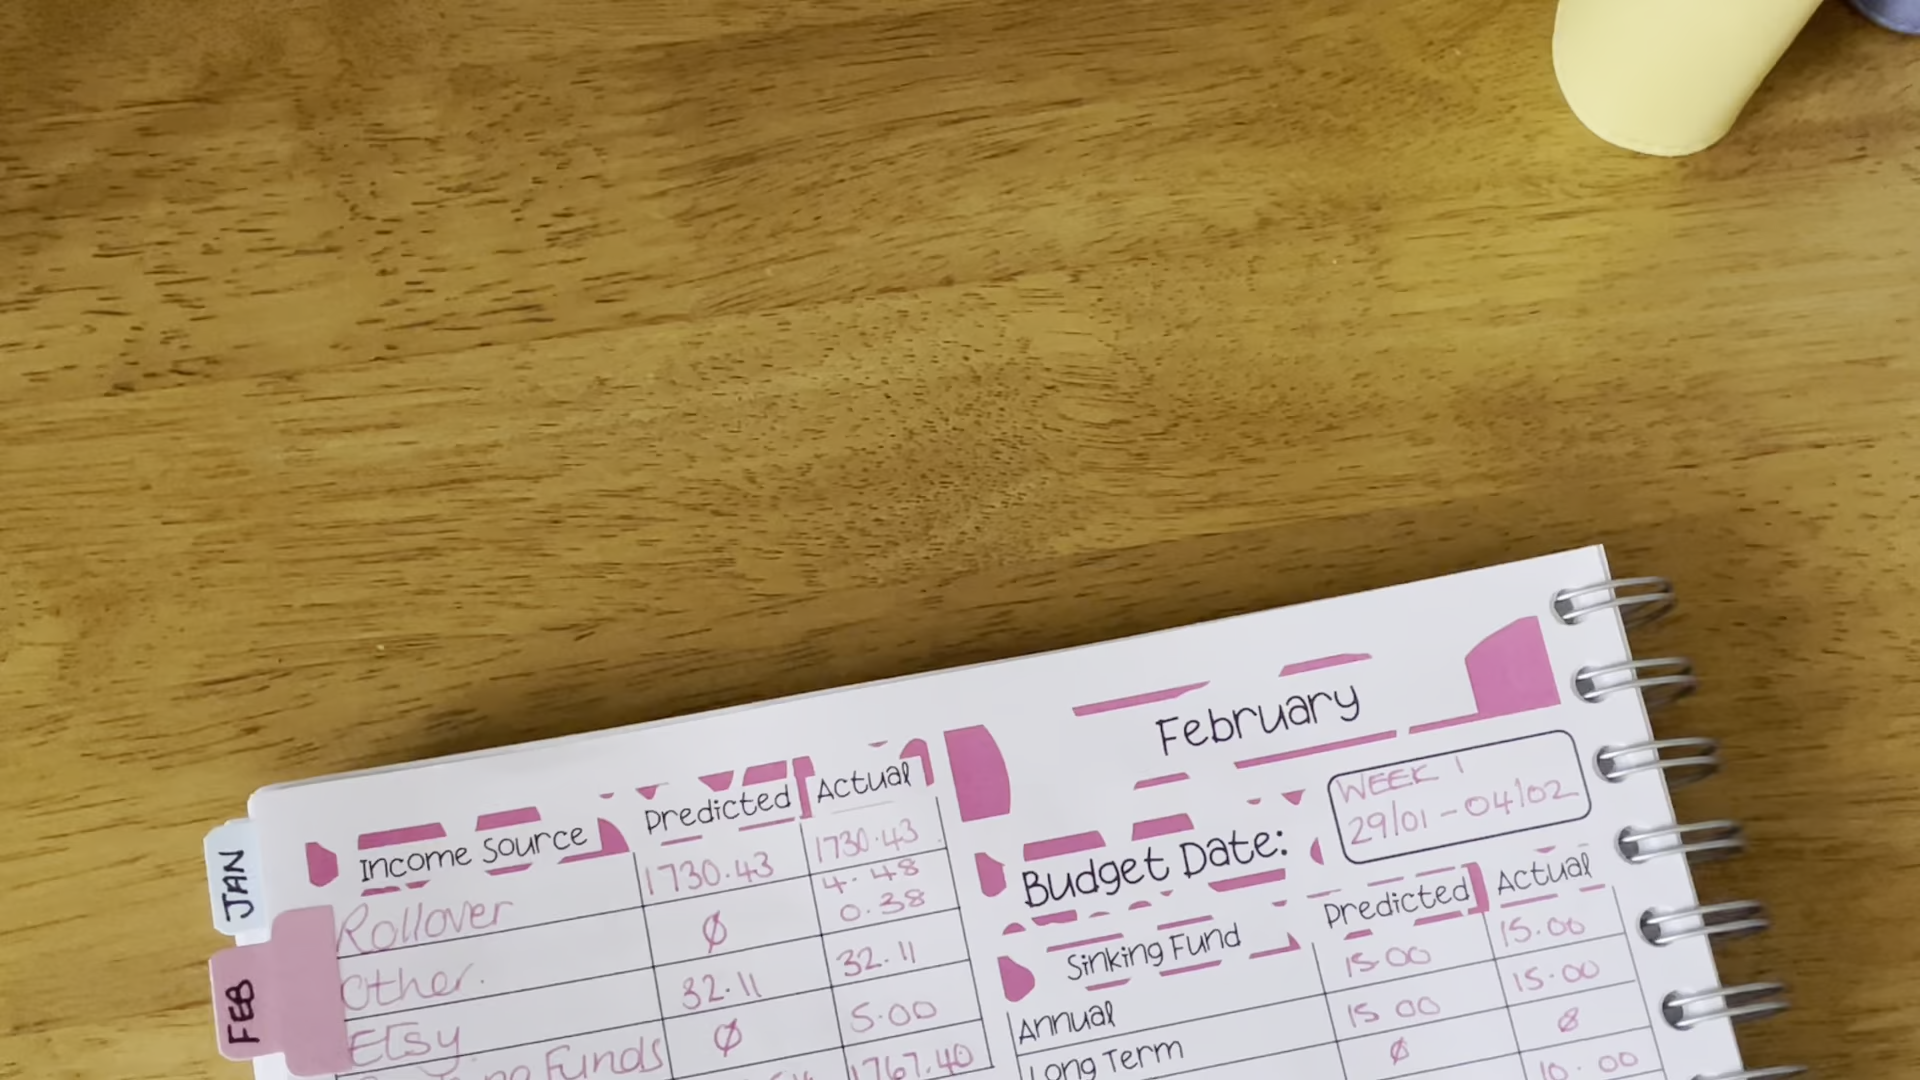 February
WEEK 1
29/01 - 04/02
Budget Date:
Income Source Predicted Actual
Rollover 1730.43 1730.43
Other. ∅ 4.48
0.38
Etsy 32.11 32.11
Funds ∅ 5.00
1767.40
Sinking Fund Predicted Actual
Annual 15.00 15.00
Long Term 15 00 15.00
∅
10.00
JAN
FEB